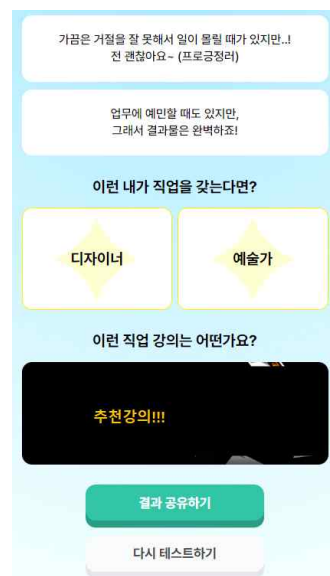 가끔은 거절을 잘 못해서 일이 몰릴 때가 있지만..!
전 괜찮아요~ (프로긍정러)
업무에 예민할 때도 있지만,
그래서 결과물은 완벽하죠!
이런 내가 직업을 갖는다면?
디자이너
예술가
이런 직업 강의는 어떤가요?
추천강의!!!
결과 공유하기
다시 테스트하기